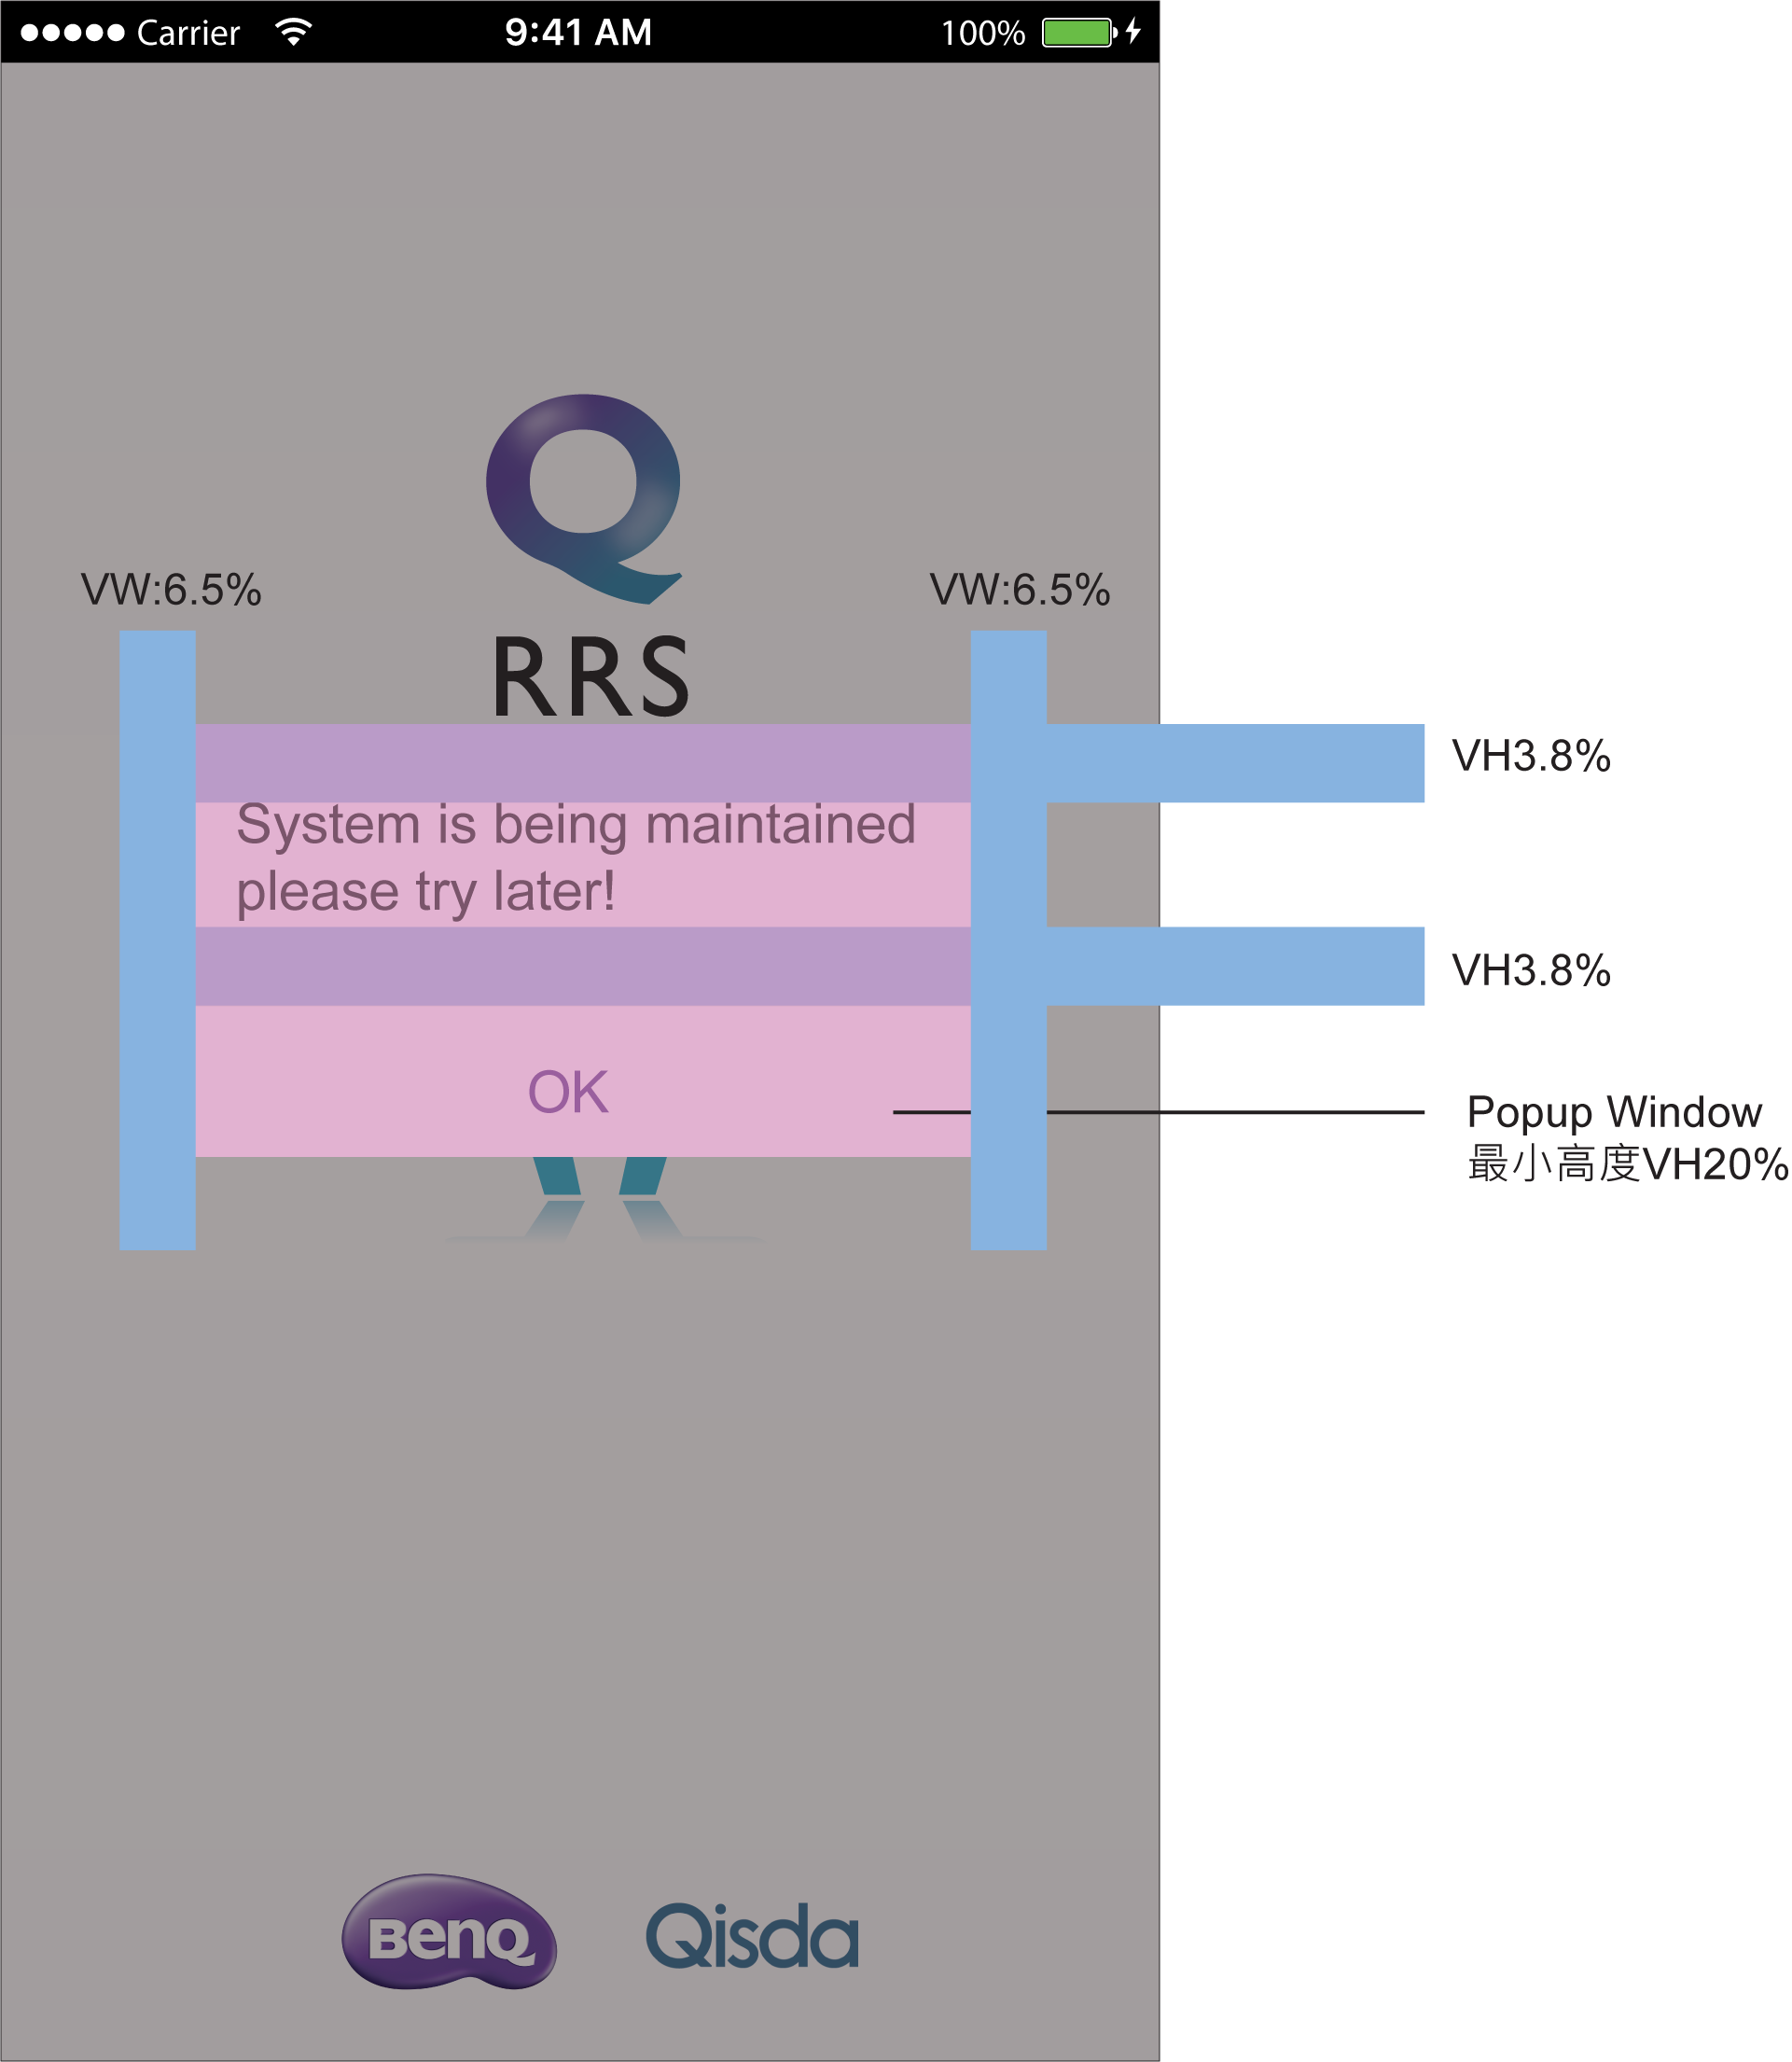 Carrier 9:41 AM 100%
VW:6.5% VW:6.5%
RRS
VH3.8%
System is being maintained
please try later!
VH3.8%
OK
Popup Window
最小高度VH20%
BenQ Qisda